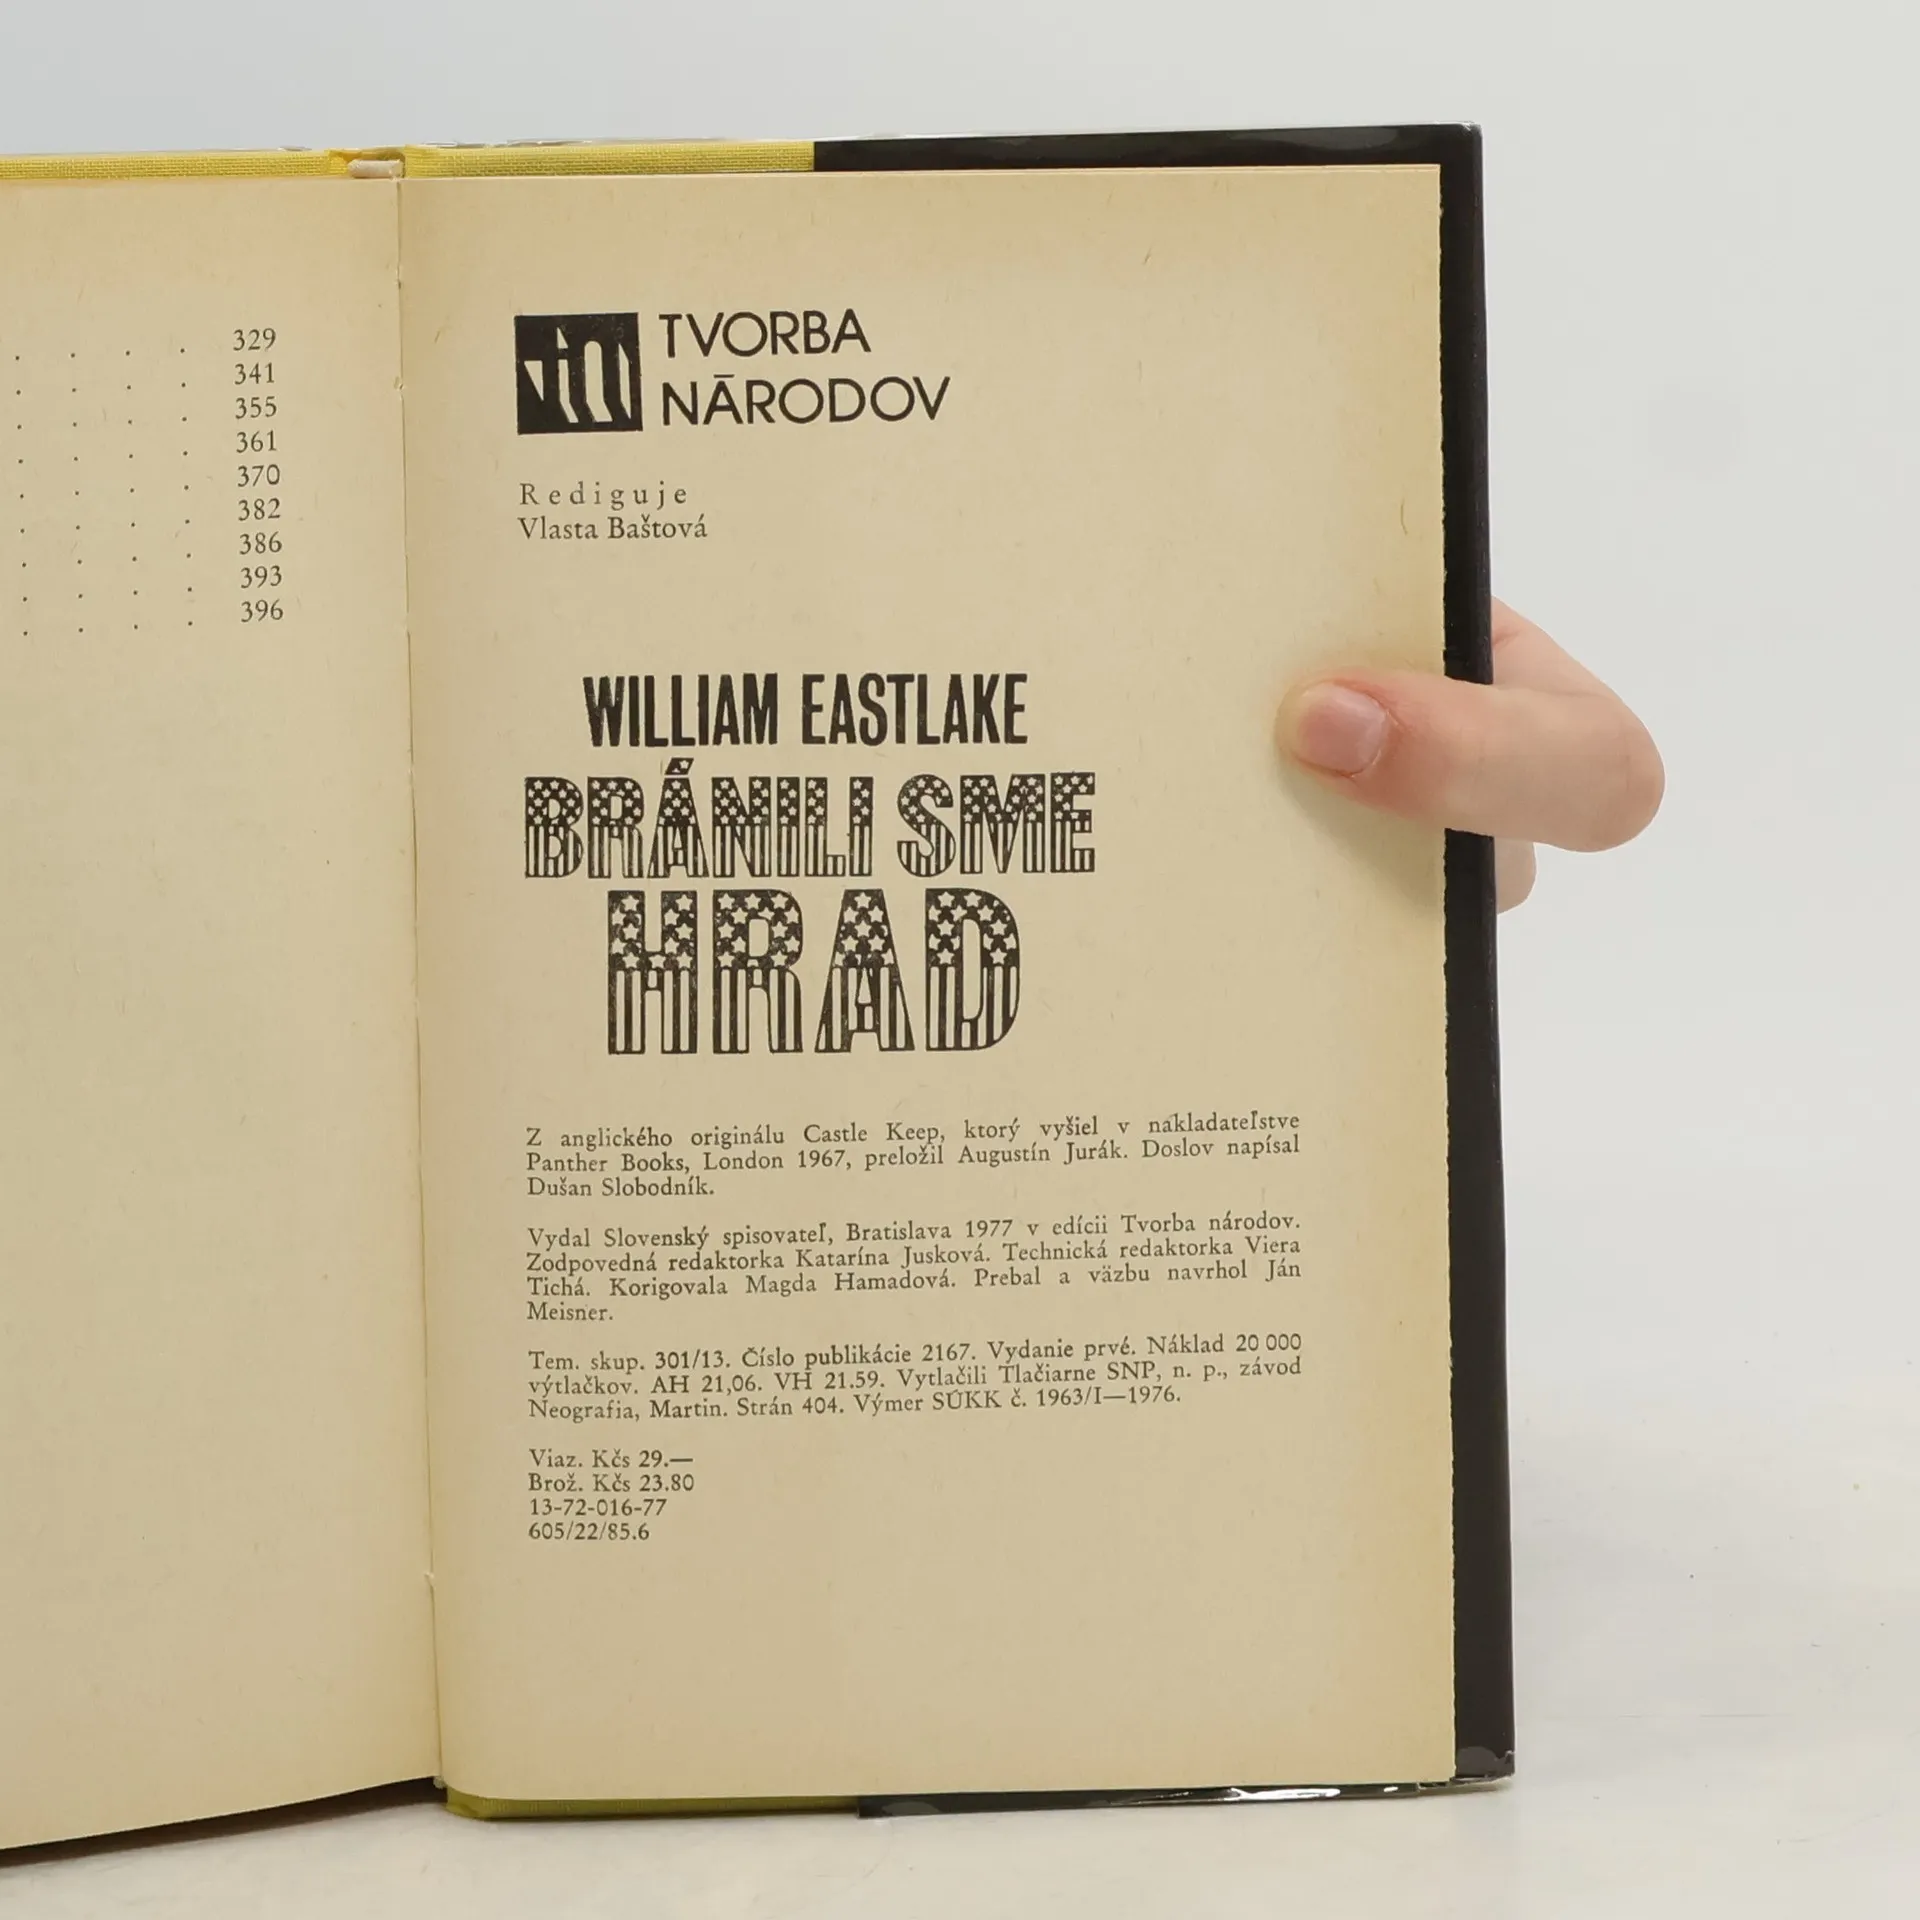 329
341
355
361
370
382
386
393
396
tn TVORBA
NÁRODOV
Rediguje
Vlasta Baštová
WILLIAM EASTLAKE
BRÁNILI SME
HRAD
Z anglického originálu Castle Keep, ktorý vyšiel v nakladateľstve
Panther Books, London 1967, preložil Augustín Jurák. Doslov napísal
Dušan Slobodník.
Vydal Slovenský spisovateľ, Bratislava 1977 v edícii Tvorba národov.
Zodpovedná redaktorka Katarína Jusková. Technická redaktorka Viera
Tichá. Korigovala Magda Hamadová. Prebal a väzbu navrhol Ján
Meisner.
Tem. skup. 301/13. Číslo publikácie 2167. Vydanie prvé. Náklad 20 000
výtlačkov. AH 21,06. VH 21.59. Vytlačili Tlačiarne SNP, n. p., závod
Neografia, Martin. Strán 404. Výmer SÚKK č. 1963/I—1976.
Viaz. Kčs 29.—
Brož. Kčs 23.80
13-72-016-77
605/22/85.6